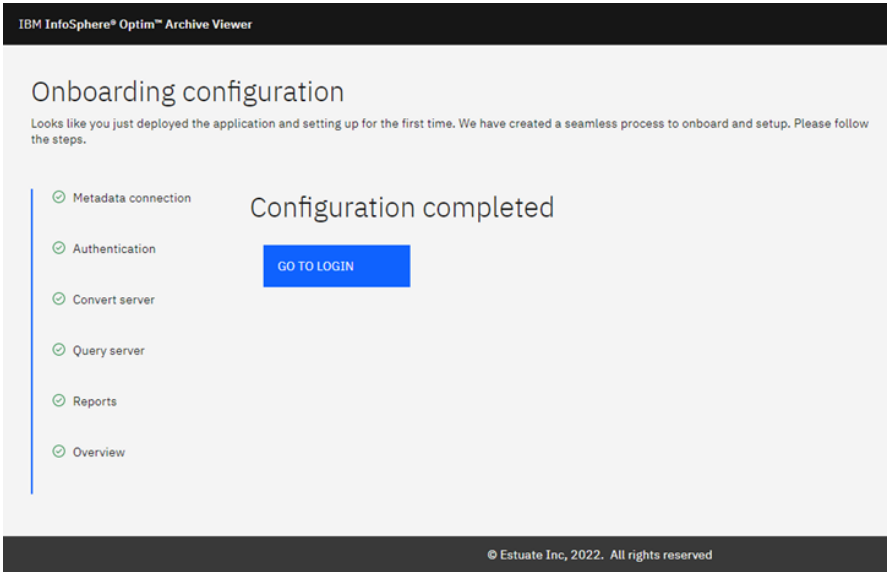 IBM InfoSphere® Optim™ Archive Viewer
Onboarding configuration
Looks like you just deployed the application and setting up for the first time. We have created a seamless process to onboard and setup. Please follow
the steps.
Metadata connection
Authentication
Convert server
Query server
Reports
Overview
Configuration completed
GO TO LOGIN
© Estuate Inc, 2022. All rights reserved